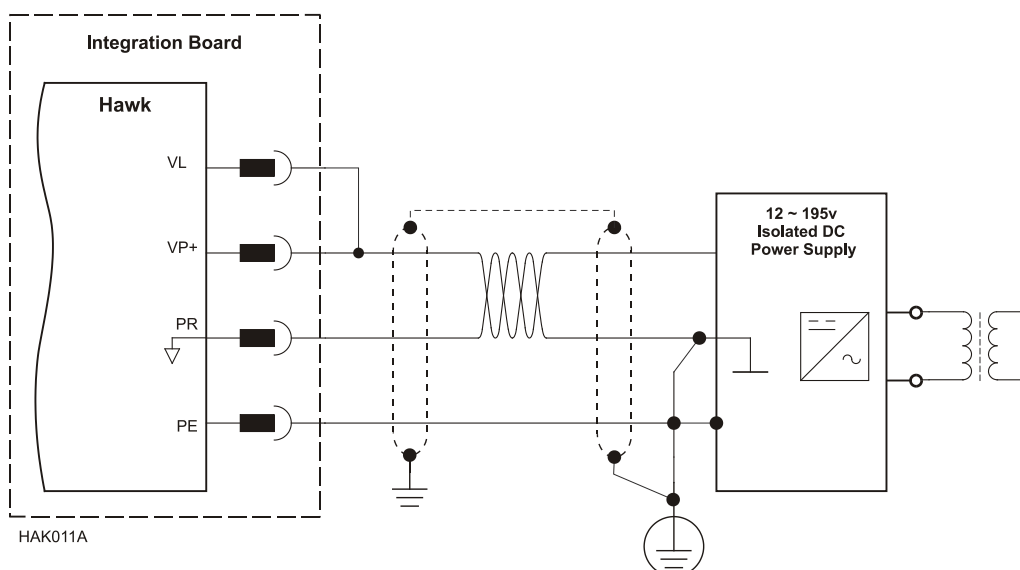 Integration Board
Hawk
VL
VP+
PR
PE
12 ~ 195v
Isolated DC
Power Supply
HAK011A